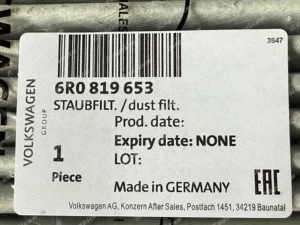 3847
6R0 819 653
STAUBFILT. / dust filt.
Prod. date:
Expiry date: NONE
LOT:
1
Piece
Made in GERMANY
EAC
VOLKSWAGEN
GROUP
Volkswagen AG, Konzern After Sales, Postfach 1451, 34219 Baunatal